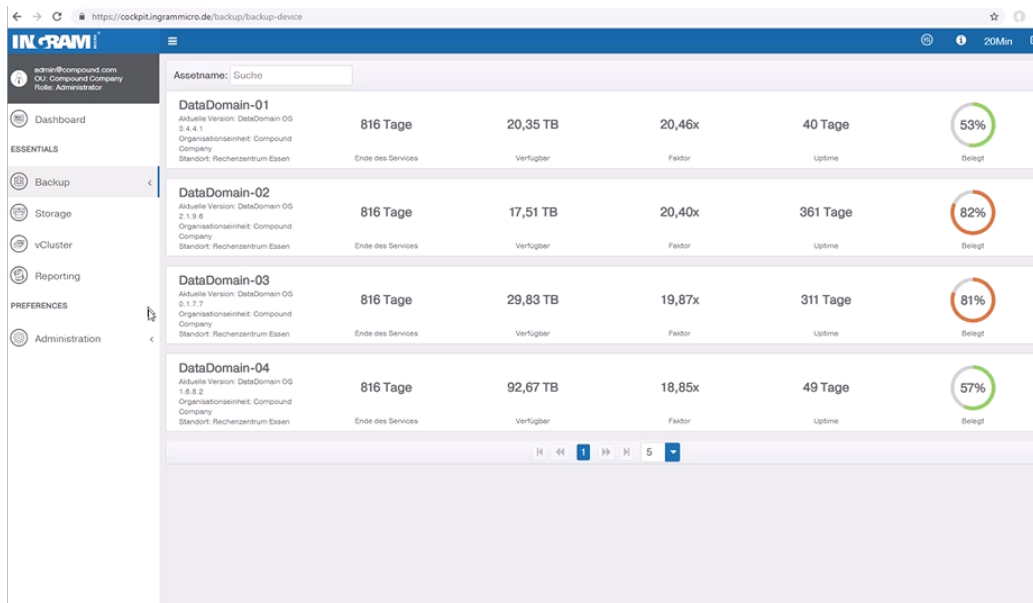 https://cockpit.ingrammicro.de/backup/backup-device
INGRAM MICRO
20Min
admin@compound.com
OU: Compound Company
Rolle: Administrator
Dashboard
ESSENTIALS
Backup
Storage
vCluster
Reporting
PREFERENCES
Administration
Assetname: Suche
DataDomain-01
Aktuelle Version: DataDomain OS
3.4.4.1
Organisationseinheit: Compound
Company
Standort: Rechenzentrum Essen
816 Tage
Ende des Services
20,35 TB
Verfügbar
20,46x
Faktor
40 Tage
Uptime
53%
Belegt
DataDomain-02
Aktuelle Version: DataDomain OS
2.1.9.6
Organisationseinheit: Compound
Company
Standort: Rechenzentrum Essen
816 Tage
Ende des Services
17,51 TB
Verfügbar
20,40x
Faktor
361 Tage
Uptime
82%
Belegt
DataDomain-03
Aktuelle Version: DataDomain OS
0.1.7.7
Organisationseinheit: Compound
Company
Standort: Rechenzentrum Essen
816 Tage
Ende des Services
29,83 TB
Verfügbar
19,87x
Faktor
311 Tage
Uptime
81%
Belegt
DataDomain-04
Aktuelle Version: DataDomain OS
1.6.8.2
Organisationseinheit: Compound
Company
Standort: Rechenzentrum Essen
816 Tage
Ende des Services
92,67 TB
Verfügbar
18,85x
Faktor
49 Tage
Uptime
57%
Belegt
1
5